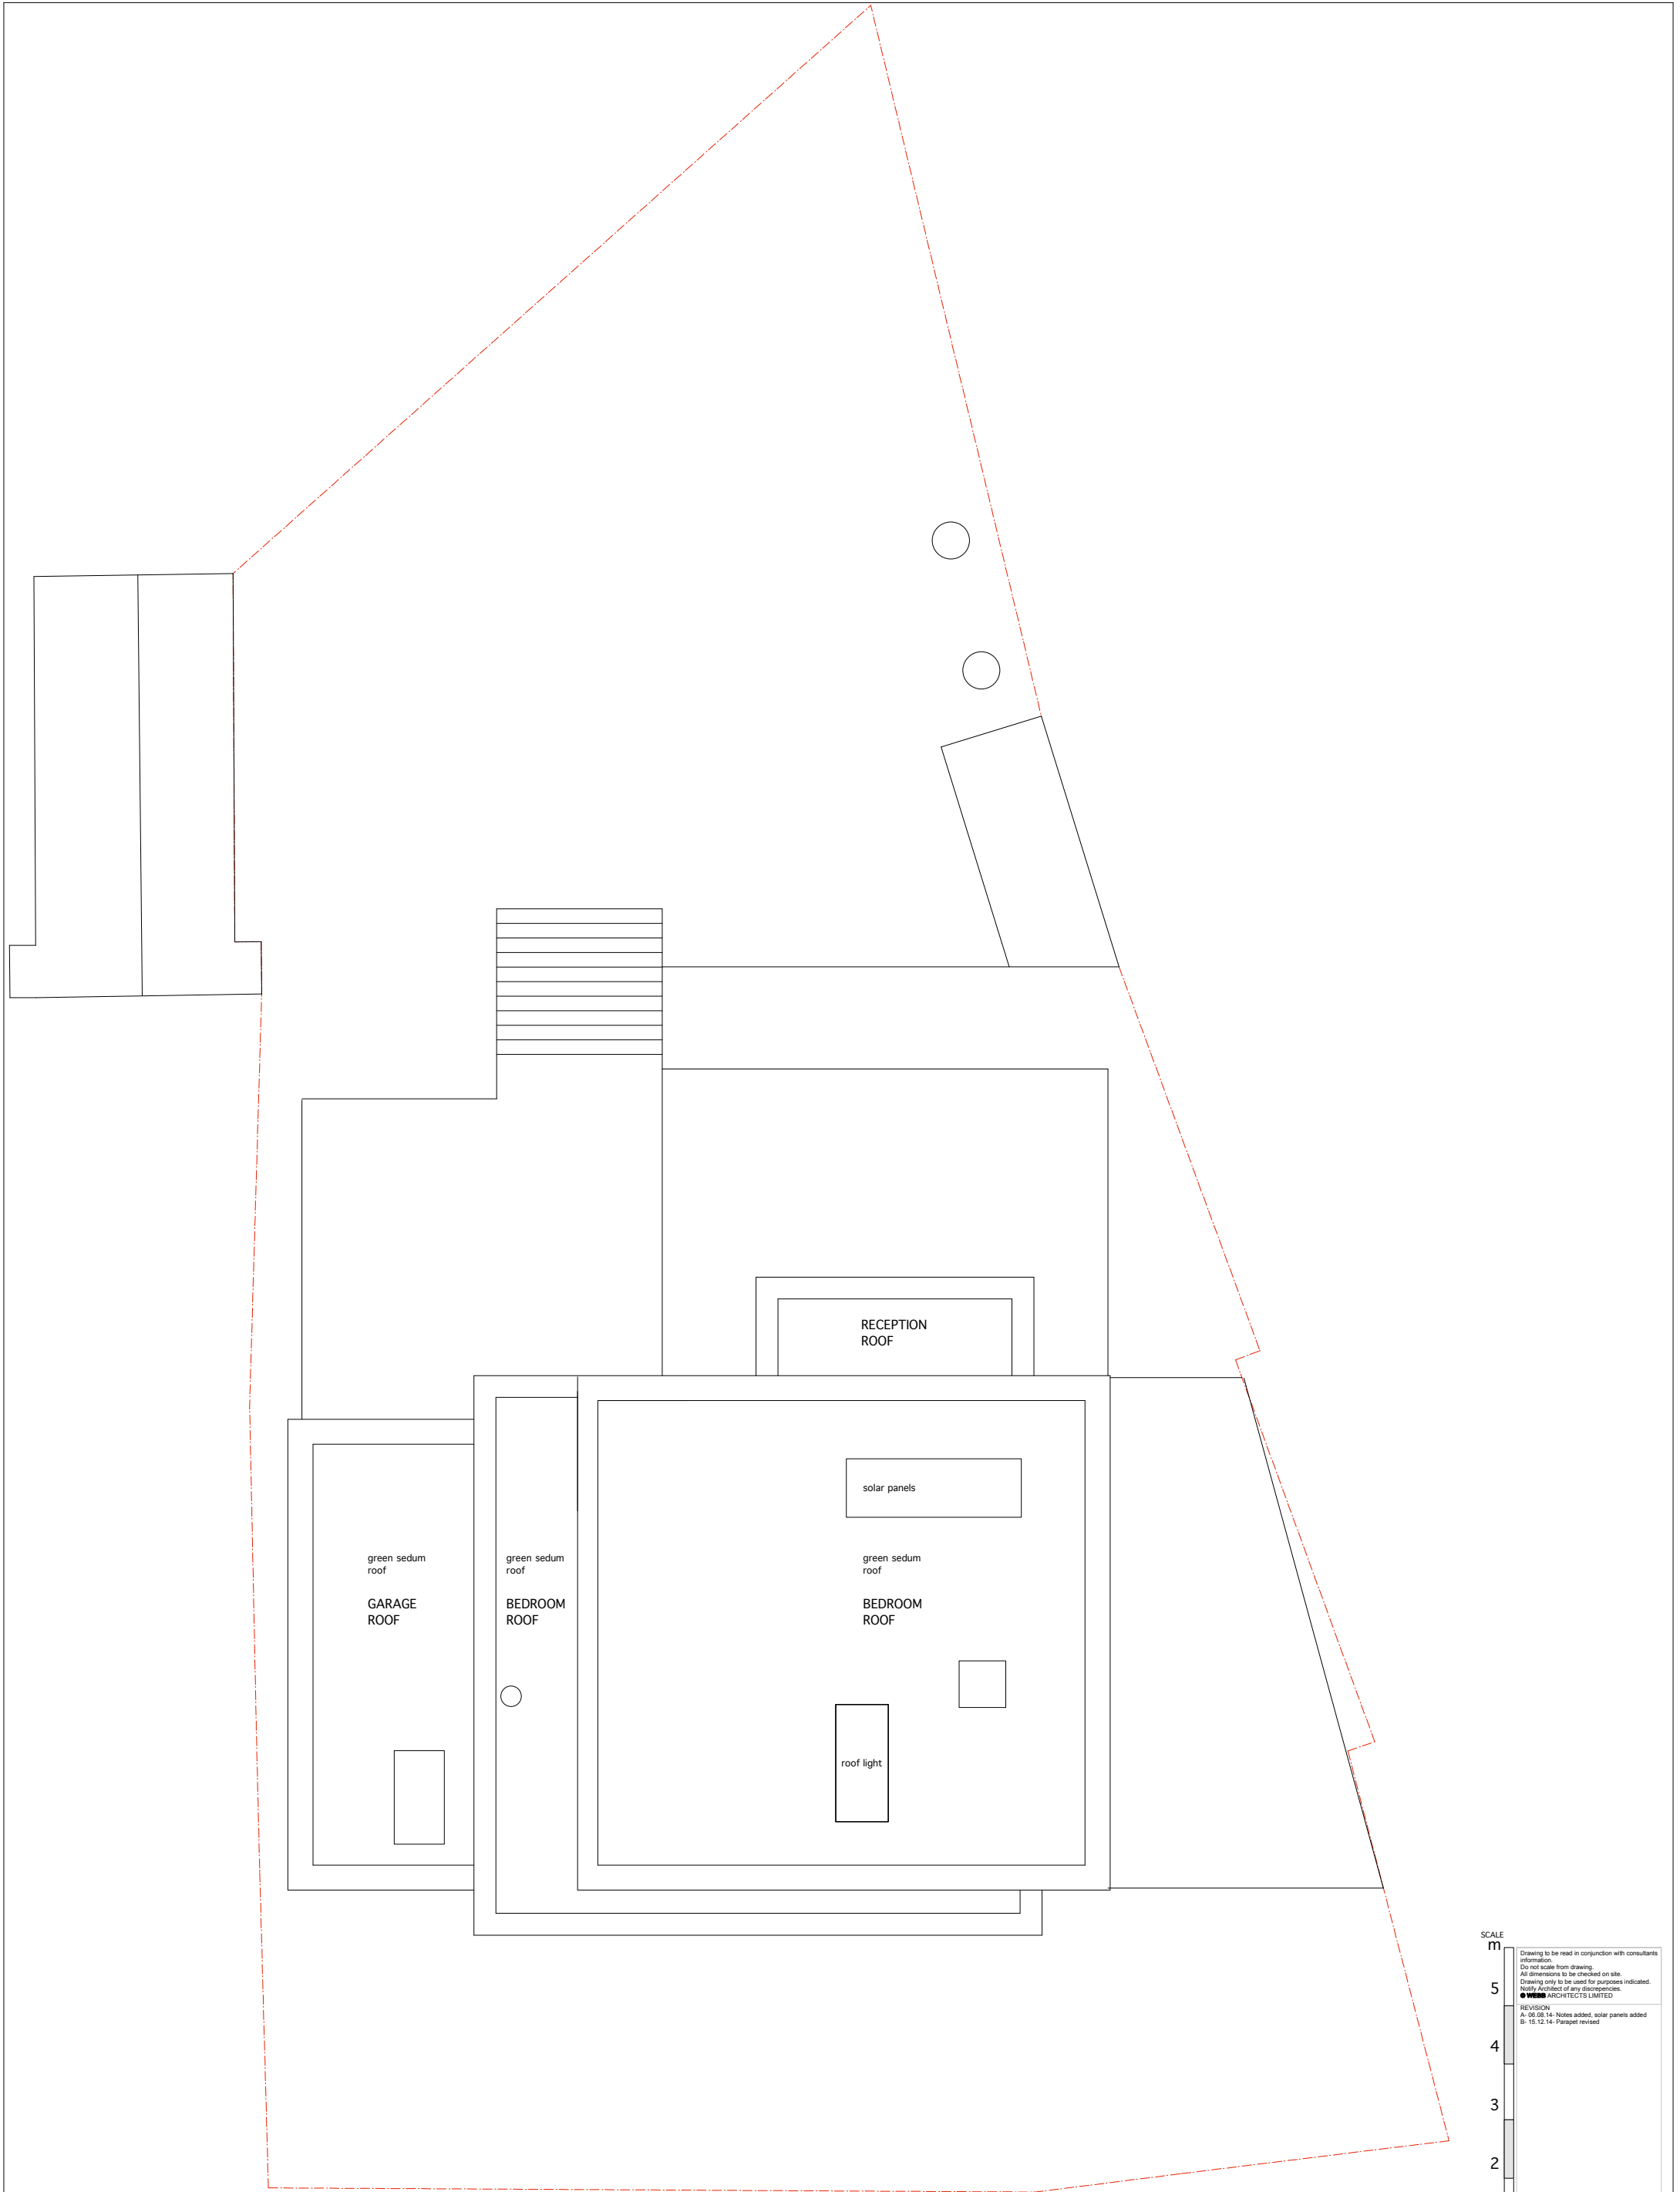 RECEPTION
ROOF
solar panels
green sedum
roof
GARAGE
ROOF
green sedum
roof
BEDROOM
ROOF
green sedum
roof
BEDROOM
ROOF
roof light
SCALE
m
5
4
3
2
Drawing to be read in conjunction with consultants
information.
Do not scale from drawing.
All dimensions to be checked on site.
Drawing only to be used for purposes indicated.
Notify Architect of any discrepencies.
© WEBB ARCHITECTS LIMITED
REVISION
A- 06.08.14- Notes added, solar panels added
B- 15.12.14- Parapet revised